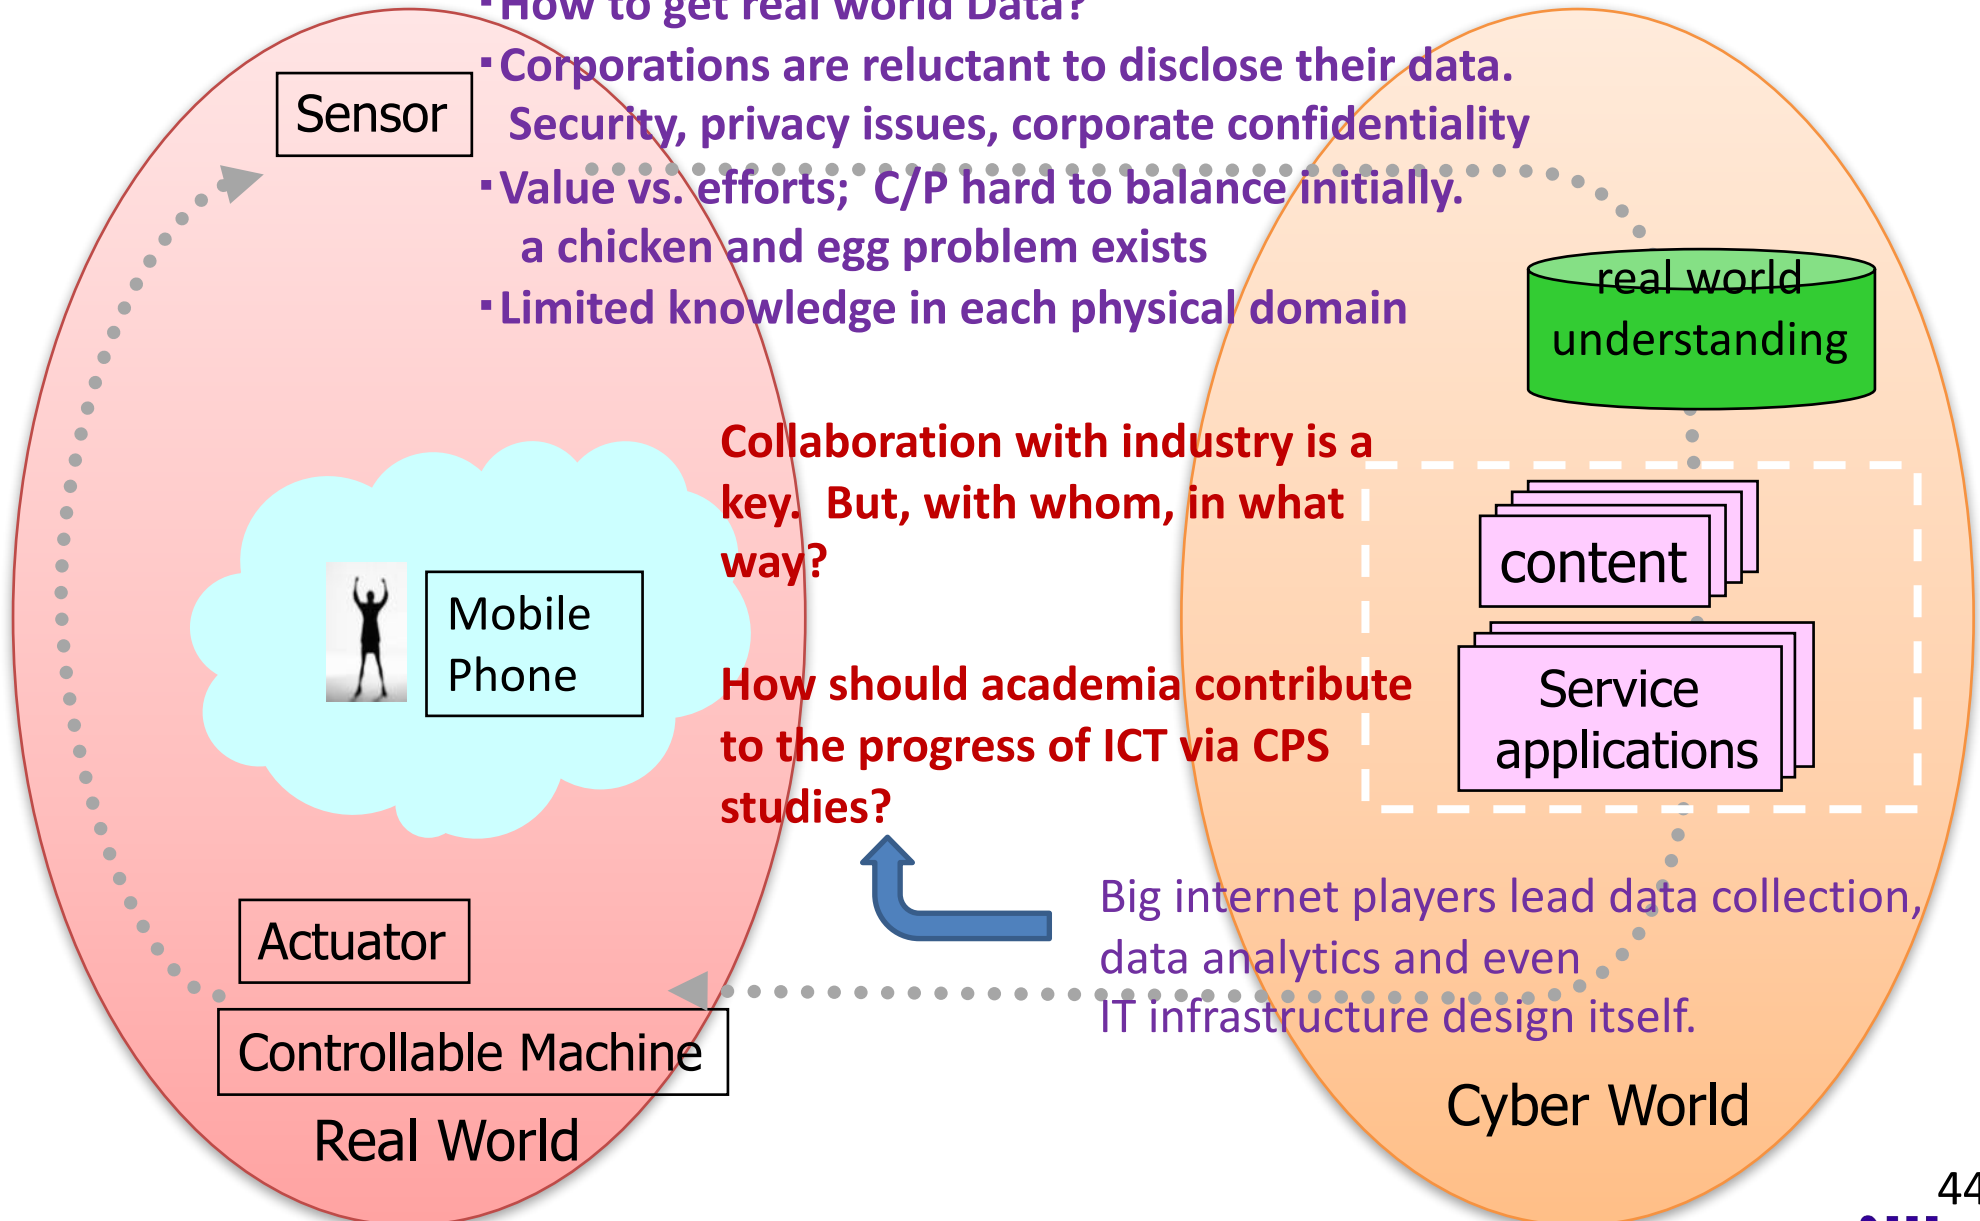 ▪How to get real world Data?
▪Corporations are reluctant to disclose their data.
Security, privacy issues, corporate confidentiality
▪Value vs. efforts;  C/P hard to balance initially.
a chicken and egg problem exists
▪Limited knowledge in each physical domain
Sensor
real world
understanding
Collaboration with industry is a
key.  But, with whom, in what
way?
content
Mobile
Phone
How should academia contribute
to the progress of ICT via CPS
studies?
Service
applications
Big internet players lead data collection,
data analytics and even
IT infrastructure design itself.
Actuator
Controllable Machine
Real World
Cyber World
44